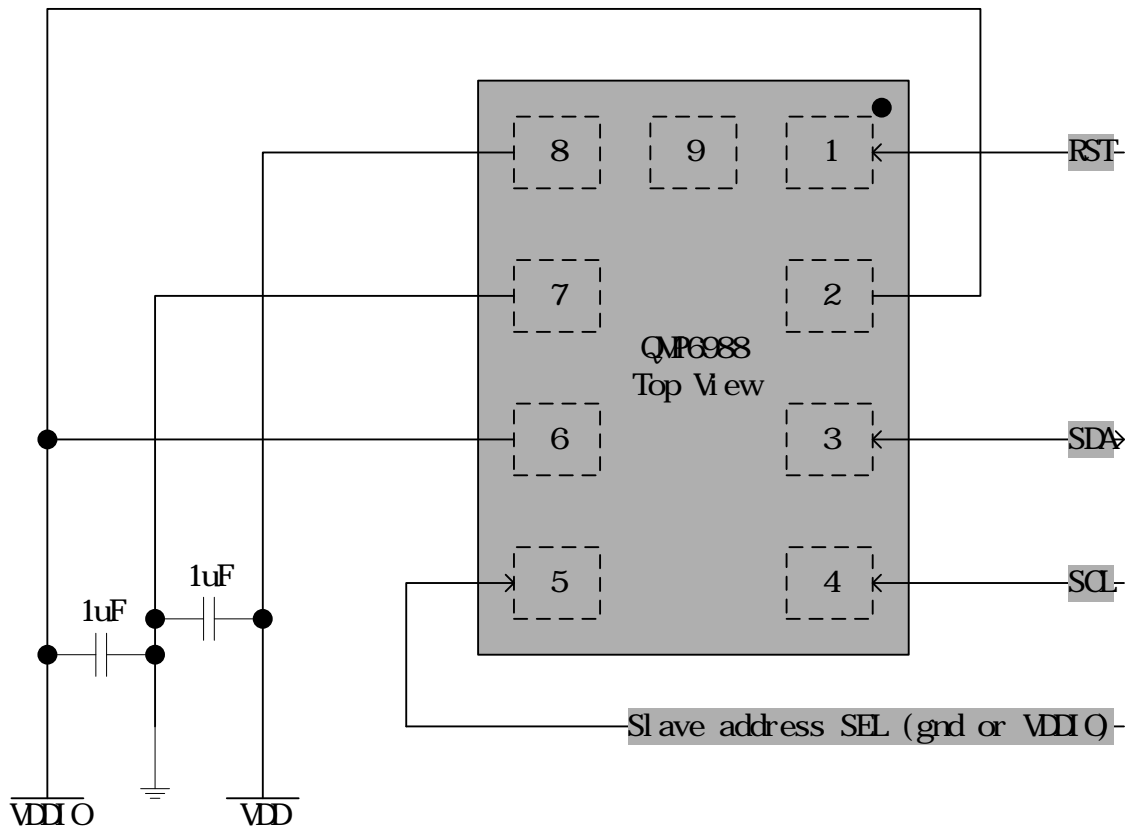 8 9 1 RST
7 2
QMP6988
Top View
6 3 SDA
1uF 5 4 SCL
1uF
Slave address SEL (gnd or VDDIO)
VDDIO VDD